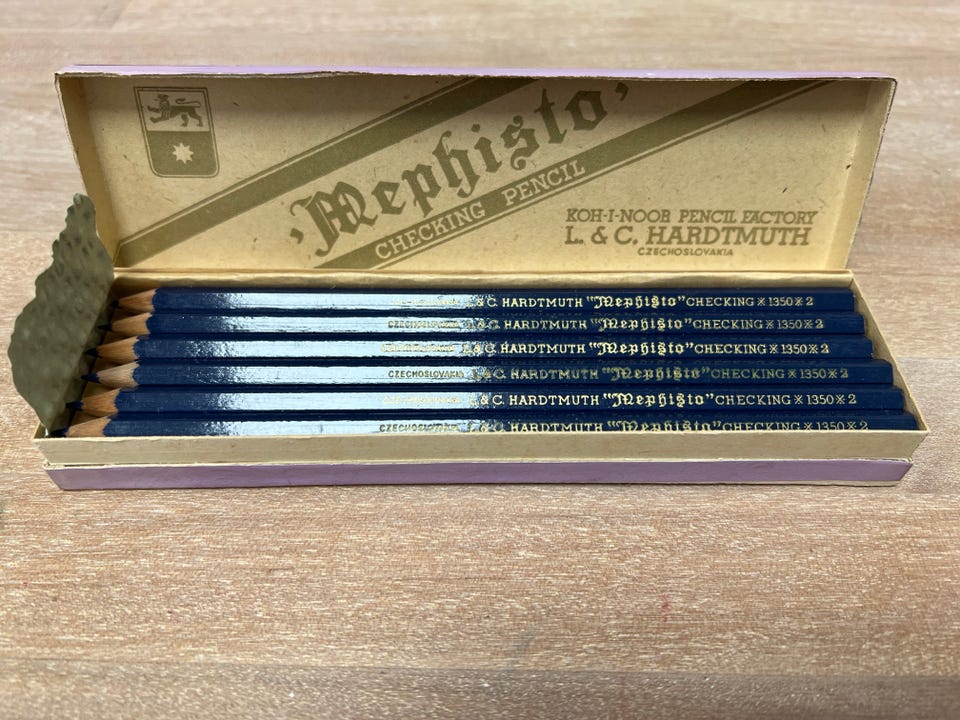 'Mephisto'
CHECKING PENCIL
KOH-I-NOOR PENCIL FACTORY
L. & C. HARDTMUTH
CZECHOSLOVAKIA
L & C. HARDTMUTH "Mephisto" CHECKING ※ 1350 ※ 2
CZECHOSLOVAKIA L & C. HARDTMUTH "Mephisto" CHECKING ※ 1350 ※ 2
L & C. HARDTMUTH "Mephisto" CHECKING ※ 1350 ※ 2
CZECHOSLOVAKIA L & C. HARDTMUTH "Mephisto" CHECKING ※ 1350 ※ 2
L & C. HARDTMUTH "Mephisto" CHECKING ※ 1350 ※ 2
CZECHOSLOVAKIA L & C. HARDTMUTH "Mephisto" CHECKING ※ 1350 ※ 2